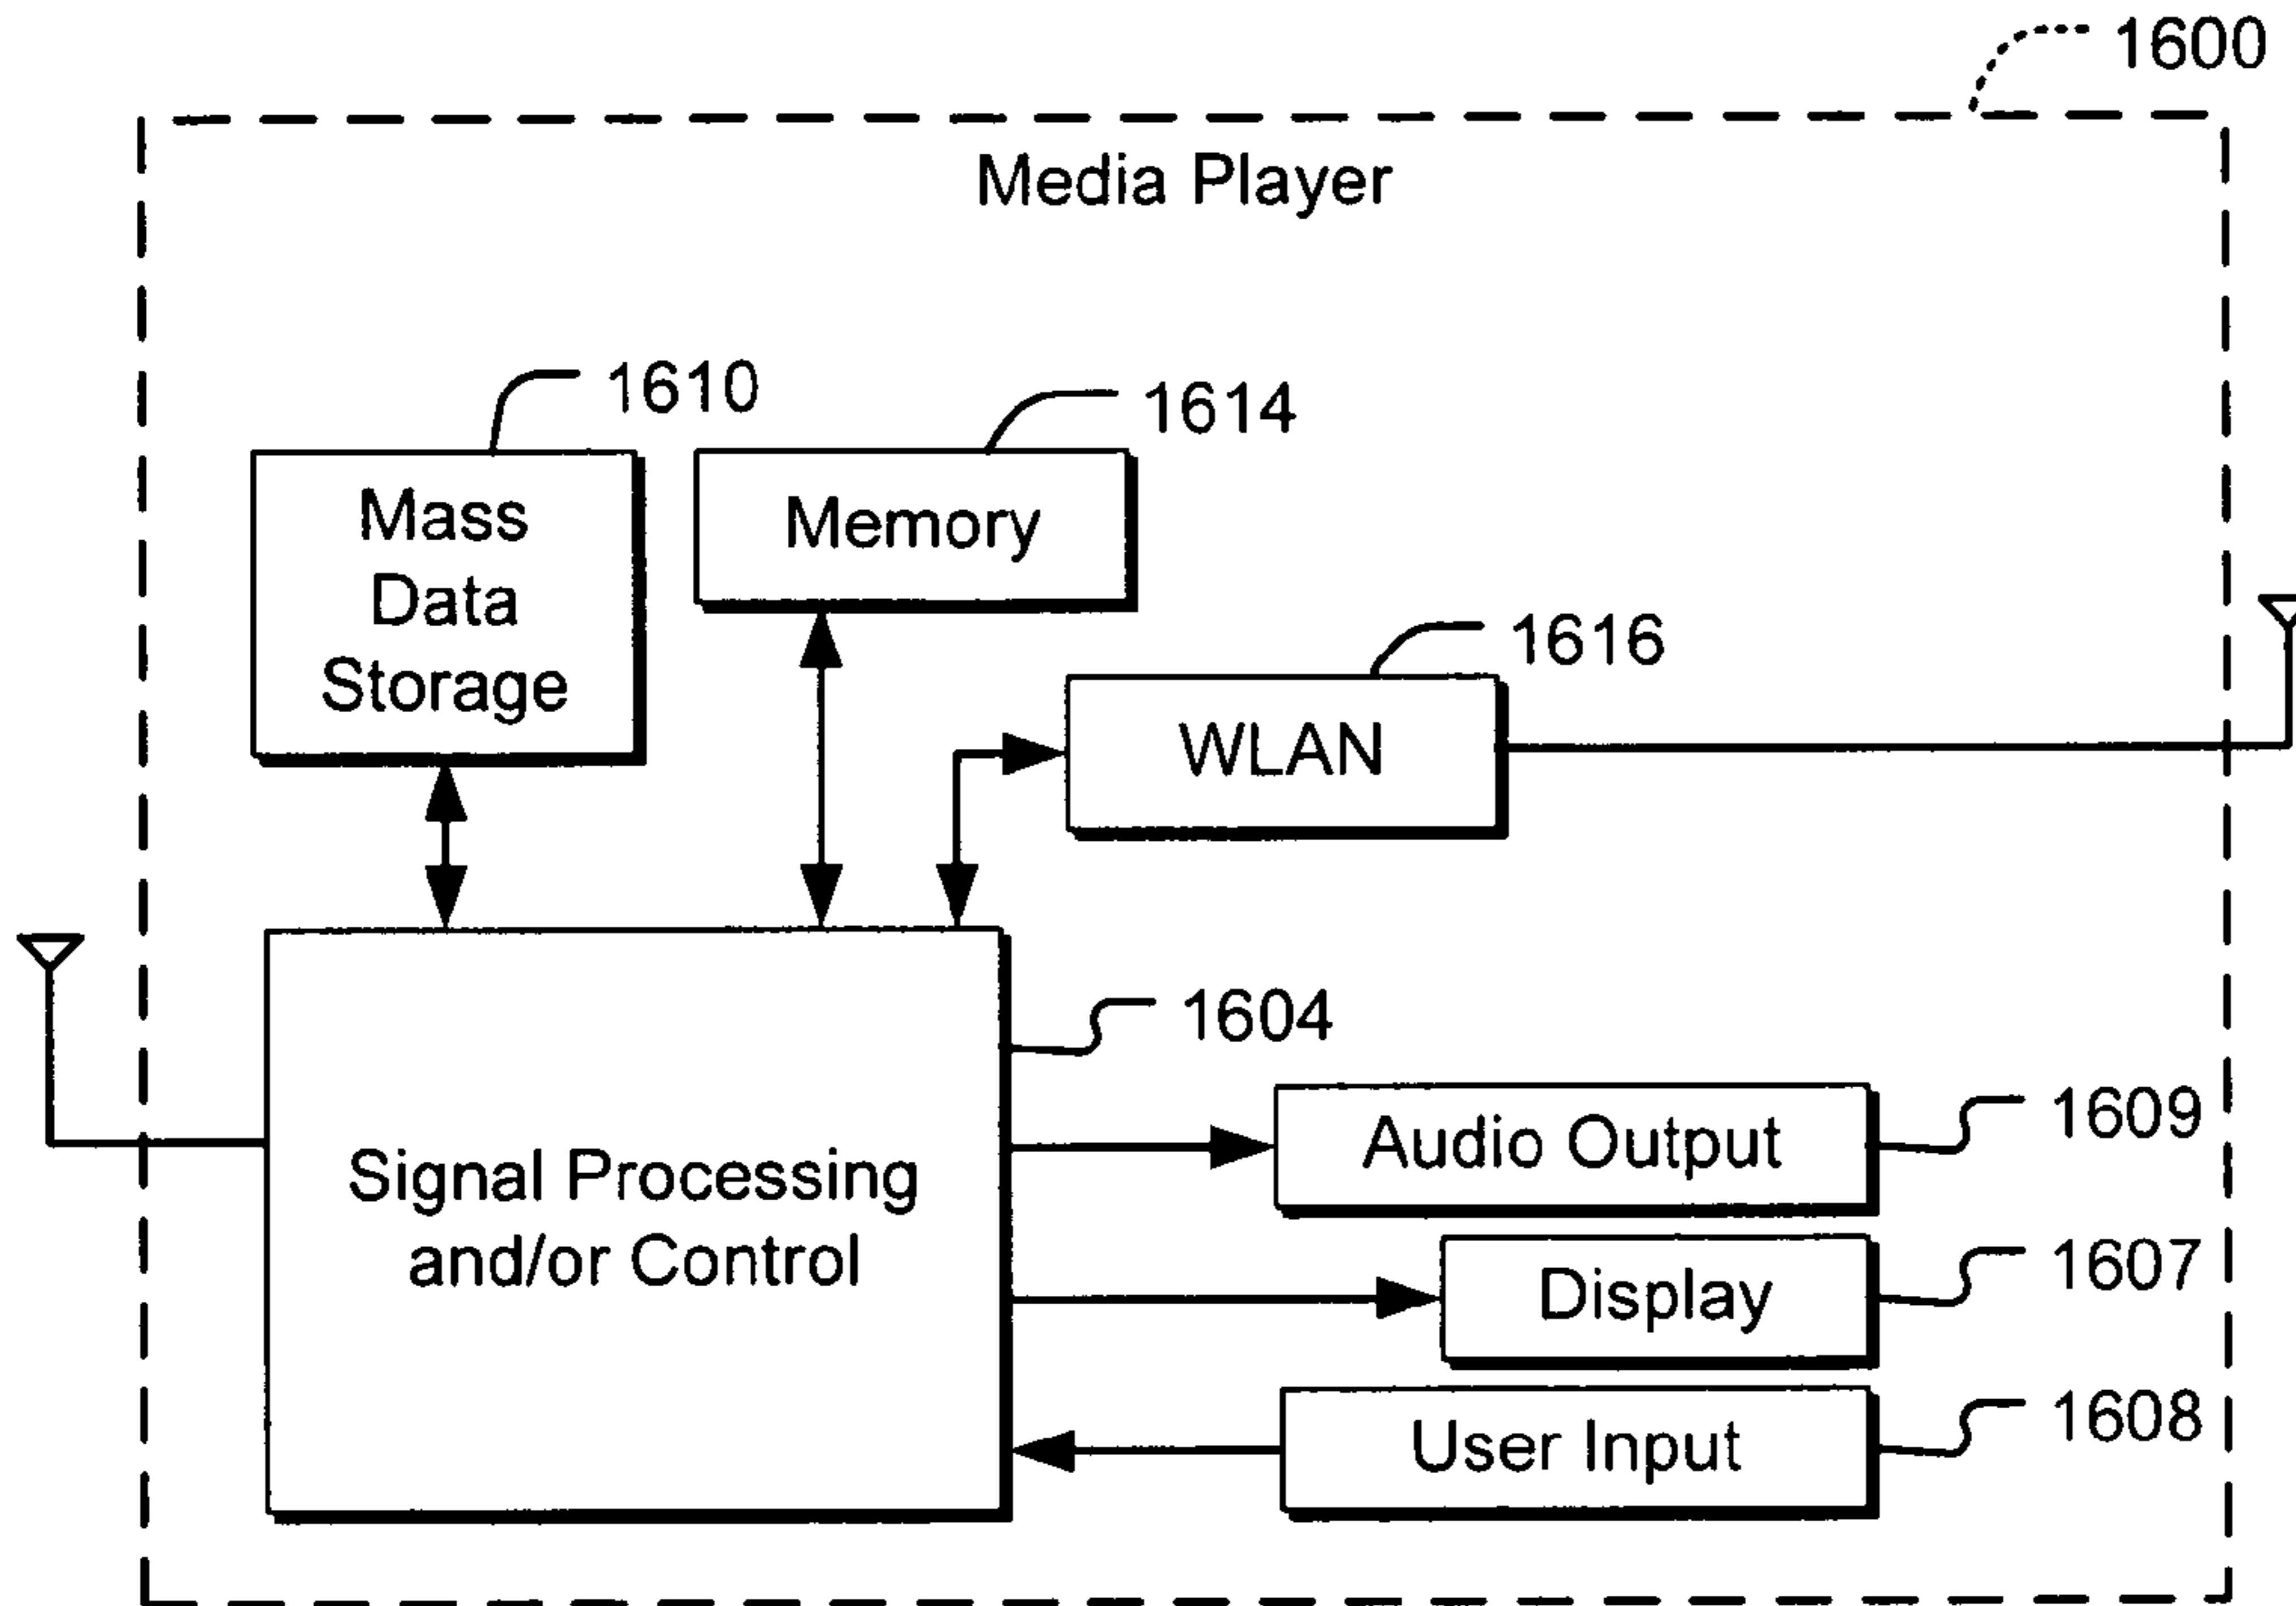 1600
Media Player
1610
1614
Mass
Data
Storage
Memory
1616
WLAN
1604
Signal Processing
and/or Control
Audio Output
1609
Display
1607
User Input
1608